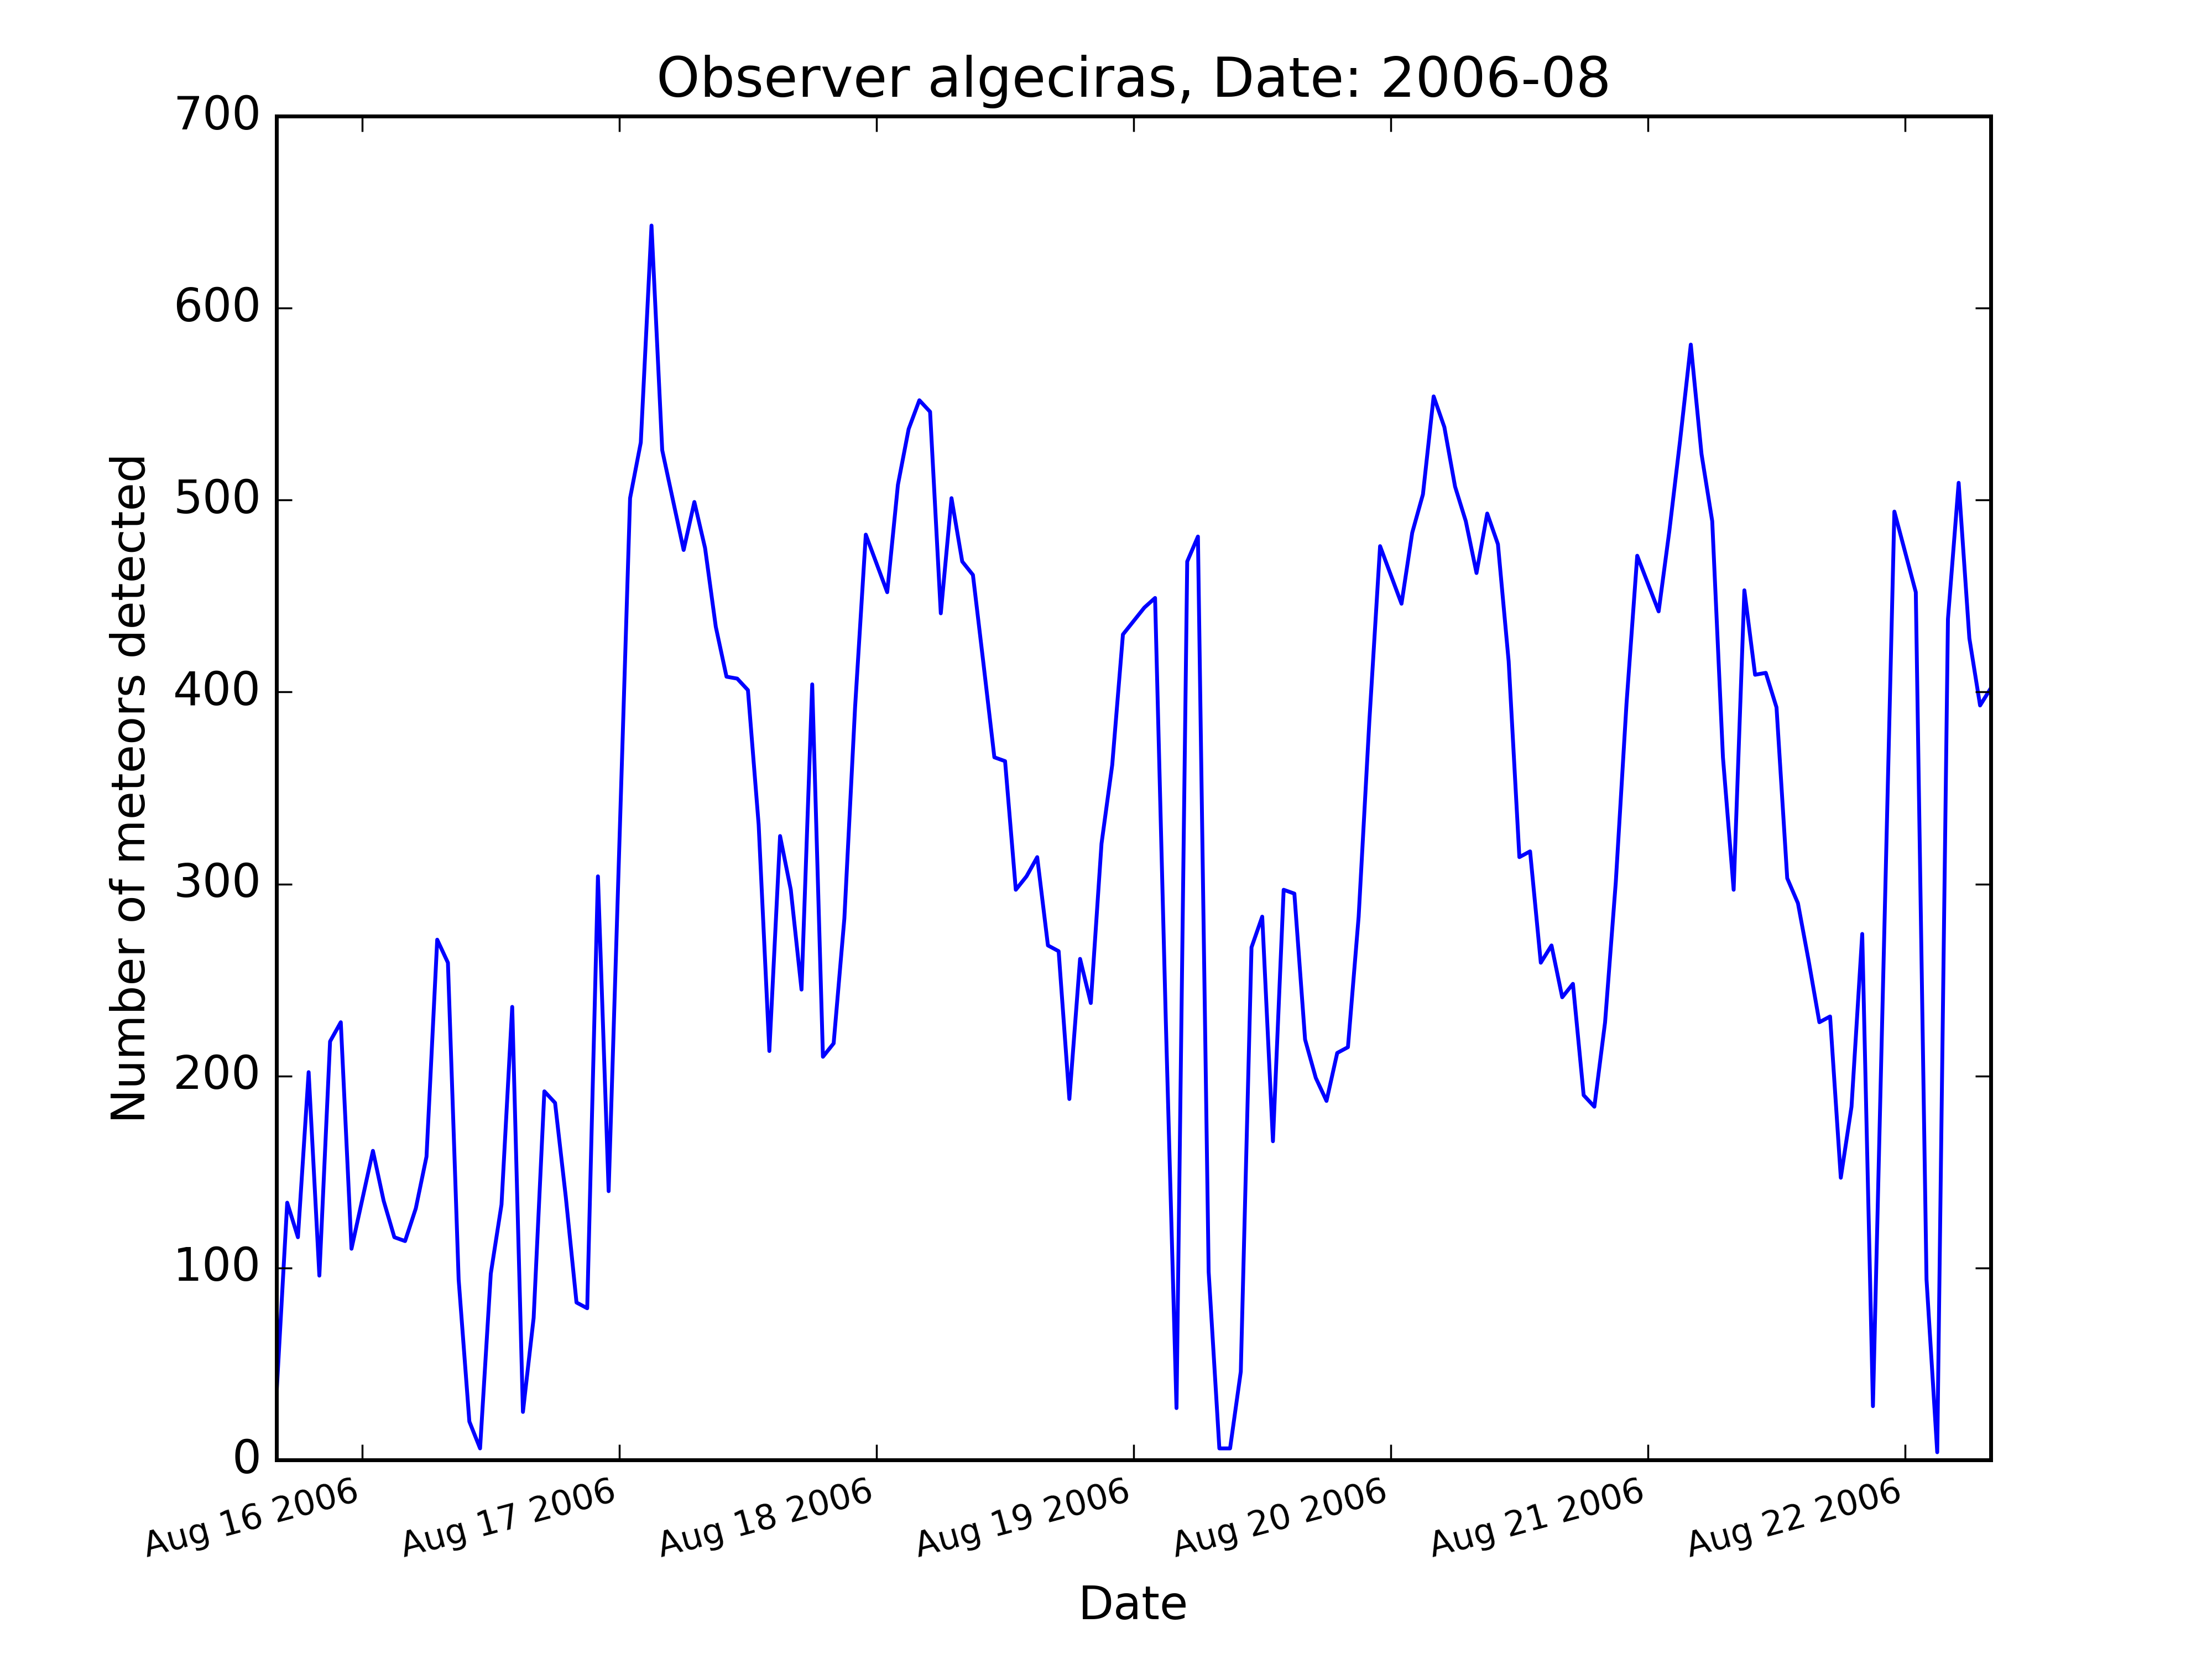 Observer algeciras, Date: 2006-08
700
600
500
400
300
200
100
0
Number of meteors detected
Aug 16 2006
Aug 17 2006
Aug 18 2006
Aug 19 2006
Aug 20 2006
Aug 21 2006
Aug 22 2006
Date